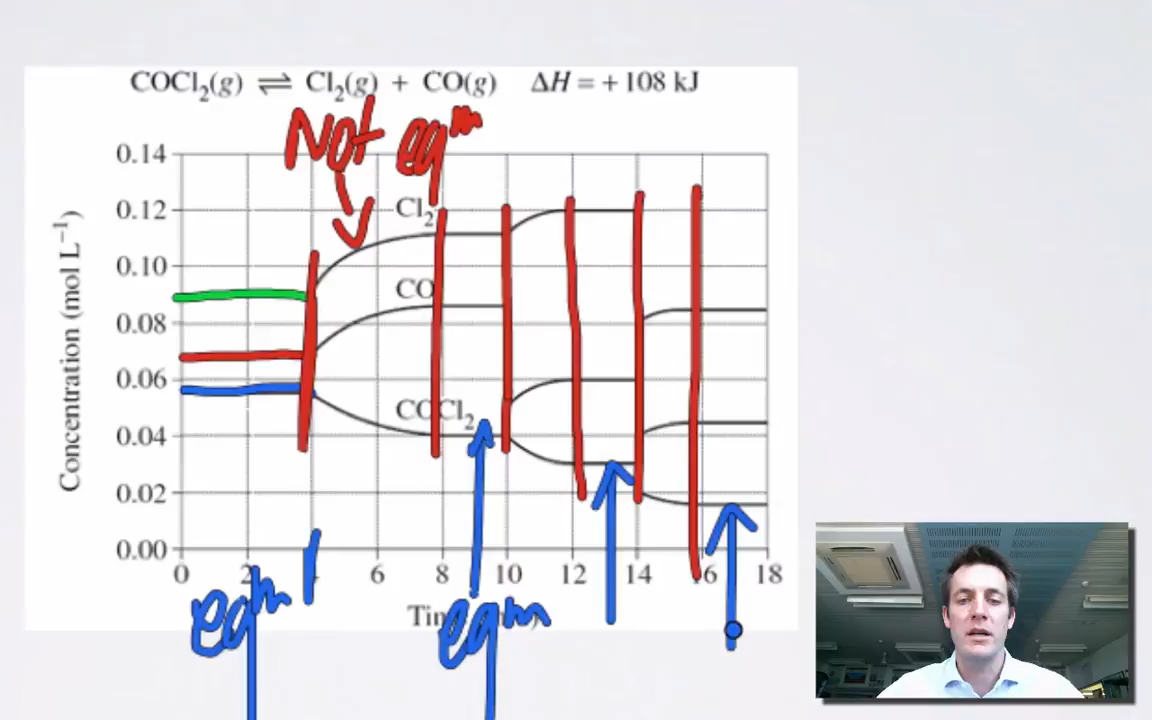 COCl₂(g) ⇌ Cl₂(g) + CO(g) ΔH = + 108 kJ
Not eqᵐ
0.14
0.12
0.10
0.08
0.06
0.04
0.02
0.00
Concentration (mol L⁻¹)
Cl₂
CO
COCl₂
0 2 4 6 8 10 12 14 16 18
eqᵐ
eqᵐ